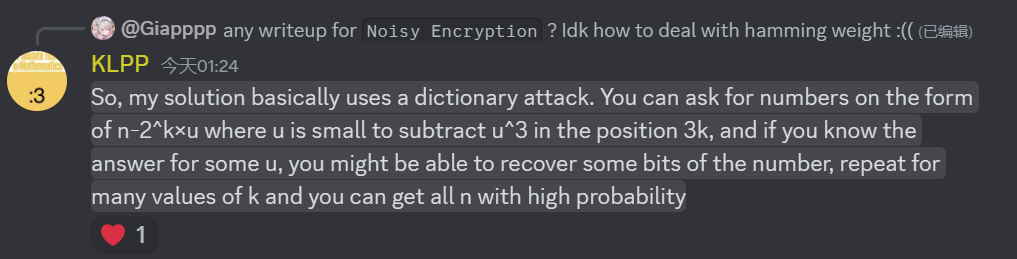 @Giapppp any writeup for Noisy Encryption ? Idk how to deal with hamming weight :(( (已编辑)
KLPP 今天01:24
:3
So, my solution basically uses a dictionary attack. You can ask for numbers on the form
of n-2^k×u where u is small to subtract u^3 in the position 3k, and if you know the
answer for some u, you might be able to recover some bits of the number, repeat for
many values of k and you can get all n with high probability
1